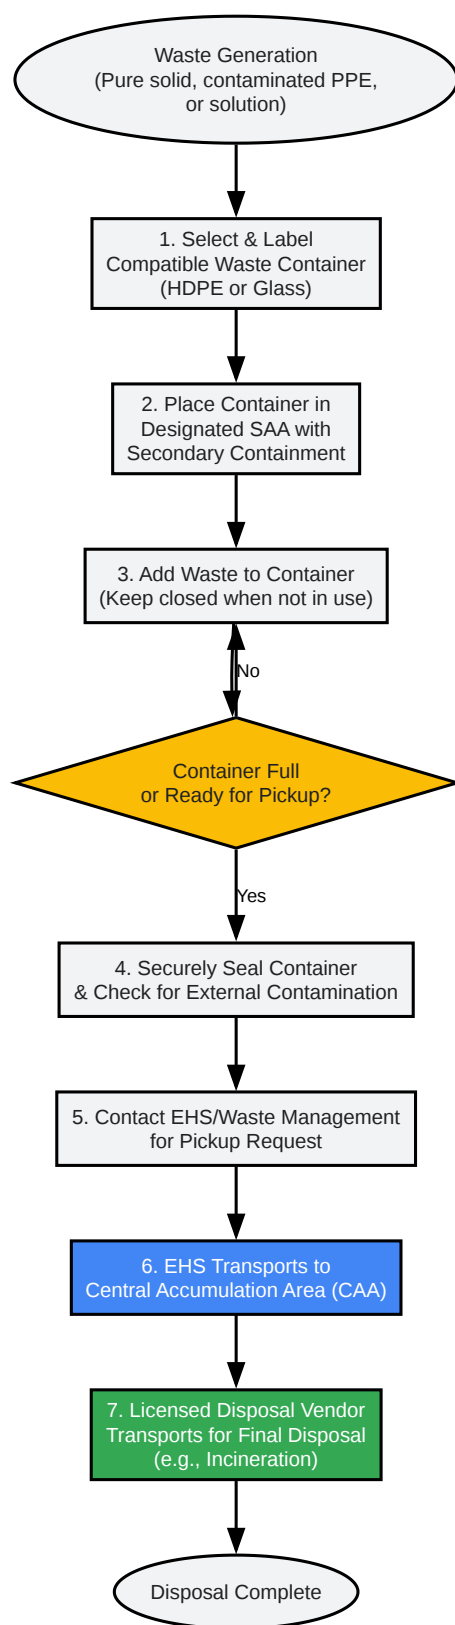 Waste Generation
(Pure solid, contaminated PPE,
or solution)
1. Select & Label
Compatible Waste Container
(HDPE or Glass)
2. Place Container in
Designated SAA with
Secondary Containment
3. Add Waste to Container
(Keep closed when not in use)
No
Container Full
or Ready for Pickup?
Yes
4. Securely Seal Container
& Check for External Contamination
5. Contact EHS/Waste Management
for Pickup Request
6. EHS Transports to
Central Accumulation Area (CAA)
7. Licensed Disposal Vendor
Transports for Final Disposal
(e.g., Incineration)
Disposal Complete